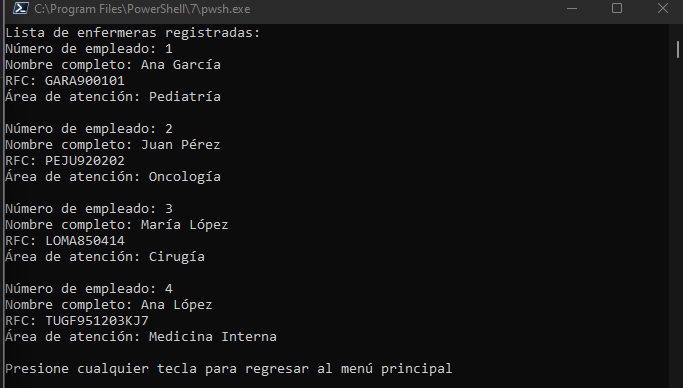 C:\Program Files\PowerShell\7\pwsh.exe
Lista de enfermeras registradas:
Número de empleado: 1
Nombre completo: Ana García
RFC: GARA900101
Área de atención: Pediatría
Número de empleado: 2
Nombre completo: Juan Pérez
RFC: PEJU920202
Área de atención: Oncología
Número de empleado: 3
Nombre completo: María López
RFC: LOMA850414
Área de atención: Cirugía
Número de empleado: 4
Nombre completo: Ana López
RFC: TUGF951203KJ7
Área de atención: Medicina Interna
Presione cualquier tecla para regresar al menú principal